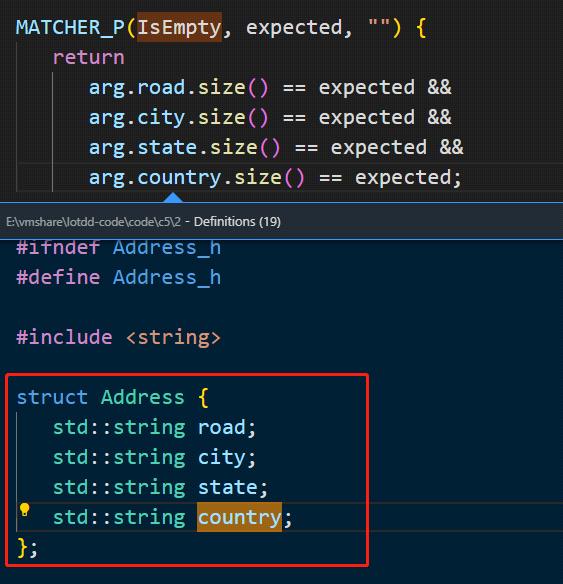 MATCHER_P(IsEmpty, expected, "") {
return
arg.road.size() == expected &&
arg.city.size() == expected &&
arg.state.size() == expected &&
arg.country.size() == expected;
E:\vmshare\lotdd-code\code\c5\2 - Definitions (19)
#ifndef Address_h
#define Address_h
#include <string>
struct Address {
std::string road;
std::string city;
std::string state;
std::string country;
};